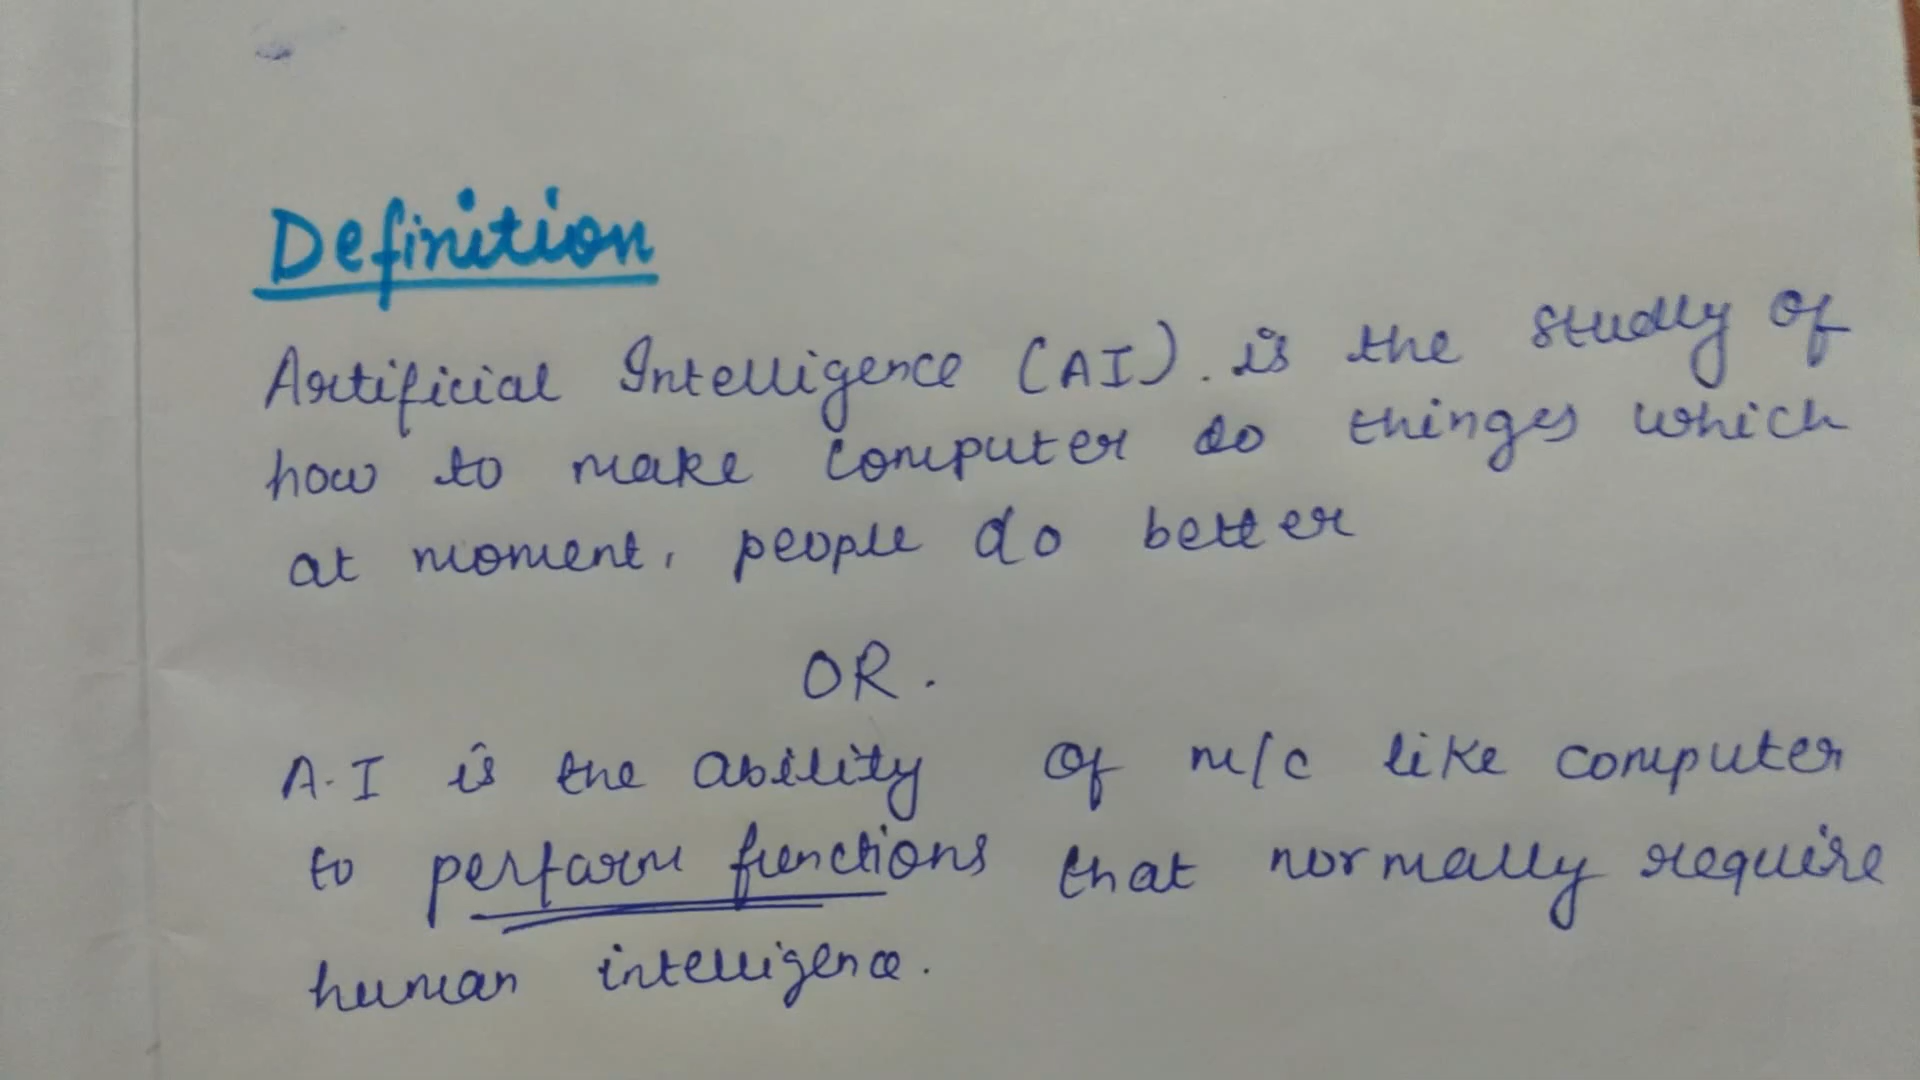 Definition
Artificial Intelligence (AI). is the study of
how to make computer do thinges which
at moment, people do better
OR.
A.I is the ability of m/c like computer
to perform functions that normally require
human intelligence.